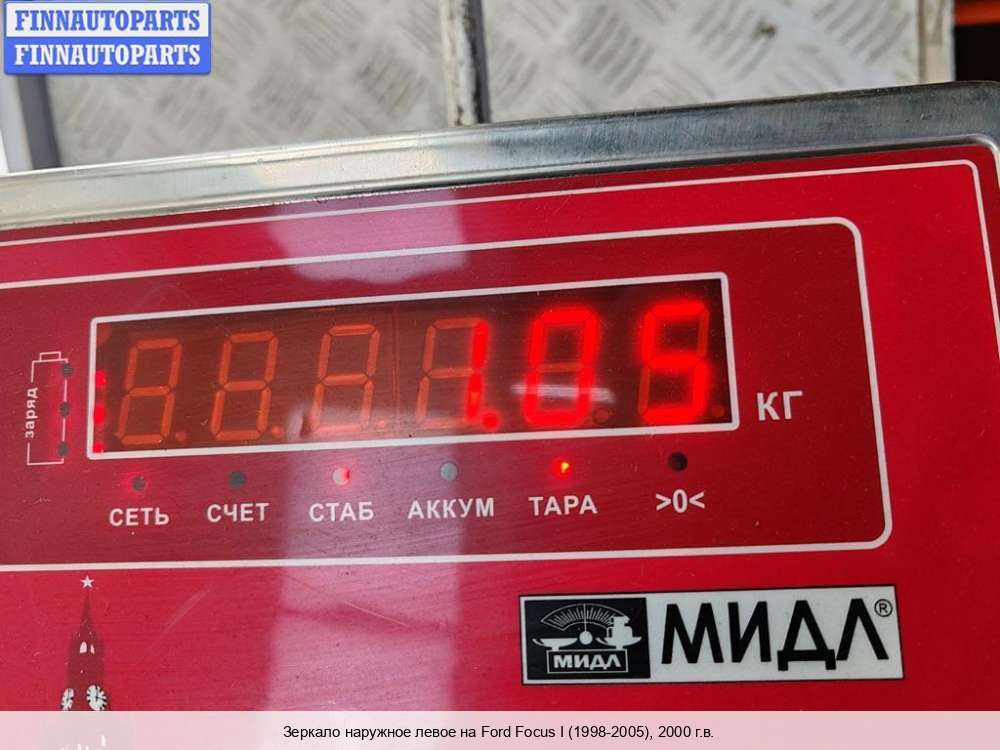 FINNAUTOPARTS
FINNAUTOPARTS
заряд
1.05
КГ
СЕТЬ СЧЕТ СТАБ АККУМ ТАРА >0<
МИДЛ
МИДЛ®
Зеркало наружное левое на Ford Focus I (1998-2005), 2000 г.в.